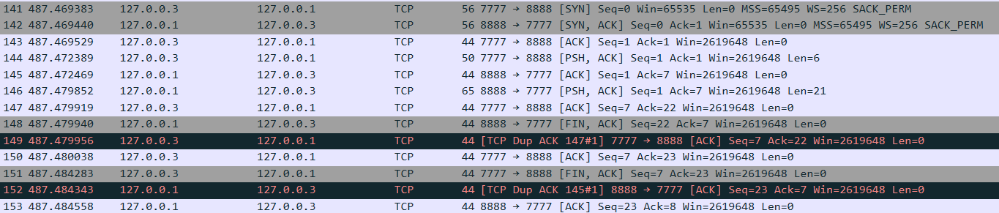 141 487.469383 127.0.0.3 127.0.0.1 TCP 56 7777 → 8888 [SYN] Seq=0 Win=65535 Len=0 MSS=65495 WS=256 SACK_PERM
142 487.469440 127.0.0.1 127.0.0.3 TCP 56 8888 → 7777 [SYN, ACK] Seq=0 Ack=1 Win=65535 Len=0 MSS=65495 WS=256 SACK_PERM
143 487.469529 127.0.0.3 127.0.0.1 TCP 44 7777 → 8888 [ACK] Seq=1 Ack=1 Win=2619648 Len=0
144 487.472389 127.0.0.3 127.0.0.1 TCP 50 7777 → 8888 [PSH, ACK] Seq=1 Ack=1 Win=2619648 Len=6
145 487.472469 127.0.0.1 127.0.0.3 TCP 44 8888 → 7777 [ACK] Seq=1 Ack=7 Win=2619648 Len=0
146 487.479852 127.0.0.1 127.0.0.3 TCP 65 8888 → 7777 [PSH, ACK] Seq=1 Ack=7 Win=2619648 Len=21
147 487.479919 127.0.0.3 127.0.0.1 TCP 44 7777 → 8888 [ACK] Seq=7 Ack=22 Win=2619648 Len=0
148 487.479940 127.0.0.1 127.0.0.3 TCP 44 8888 → 7777 [FIN, ACK] Seq=22 Ack=7 Win=2619648 Len=0
149 487.479956 127.0.0.3 127.0.0.1 TCP 44 [TCP Dup ACK 147#1] 7777 → 8888 [ACK] Seq=7 Ack=22 Win=2619648 Len=0
150 487.480038 127.0.0.3 127.0.0.1 TCP 44 7777 → 8888 [ACK] Seq=7 Ack=23 Win=2619648 Len=0
151 487.484283 127.0.0.3 127.0.0.1 TCP 44 7777 → 8888 [FIN, ACK] Seq=7 Ack=23 Win=2619648 Len=0
152 487.484343 127.0.0.1 127.0.0.3 TCP 44 [TCP Dup ACK 145#1] 8888 → 7777 [ACK] Seq=23 Ack=7 Win=2619648 Len=0
153 487.484558 127.0.0.1 127.0.0.3 TCP 44 8888 → 7777 [ACK] Seq=23 Ack=8 Win=2619648 Len=0